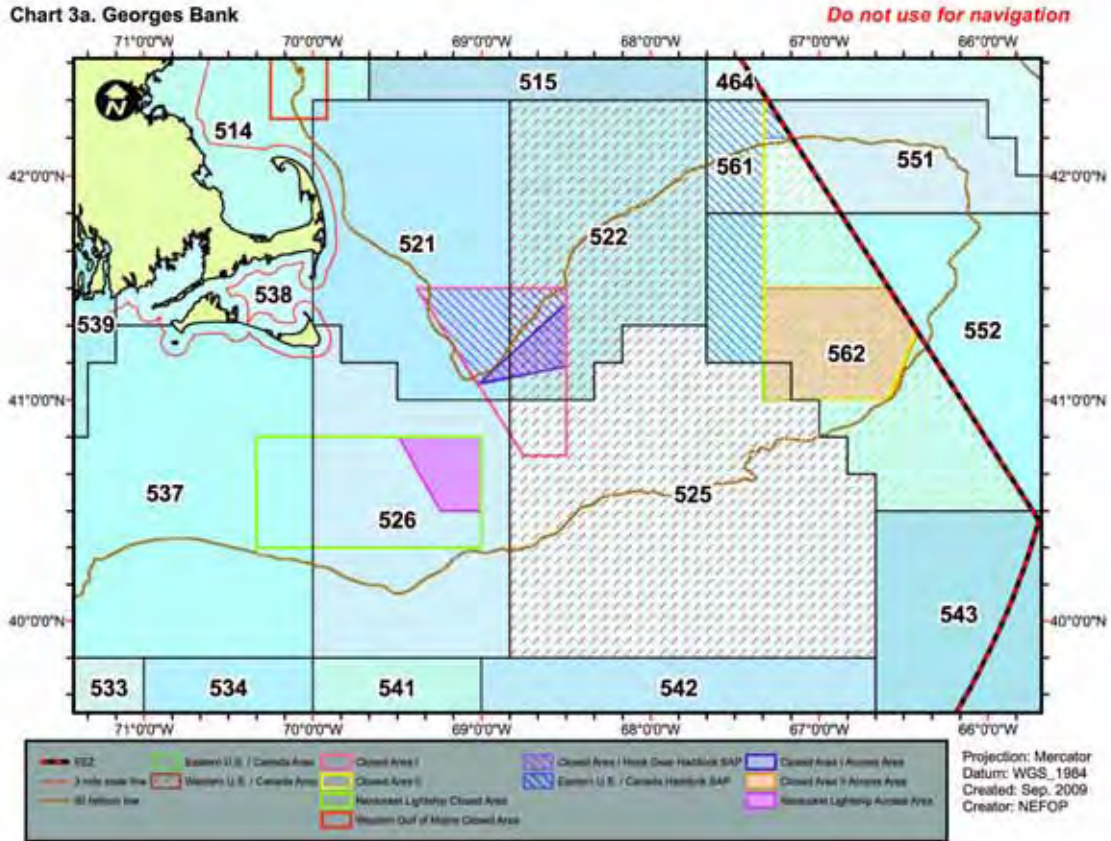 Chart 3a. Georges Bank
Do not use for navigation
71°0'0"W 70°0'0"W 69°0'0"W 68°0'0"W 67°0'0"W 66°0'0"W
N
515
464
514
551
561
42°0'0"N 42°0'0"N
521
522
538
539
552
562
41°0'0"N 41°0'0"N
537
525
526
40°0'0"N 40°0'0"N
543
533
534
541
542
71°0'0"W 70°0'0"W 69°0'0"W 68°0'0"W 67°0'0"W 66°0'0"W
EEZ
3 mile state line
50 fathom line
Eastern U.S. / Canada Area
Western U.S. / Canada Area
Closed Area I
Closed Area II
Nantucket Lightship Closed Area
Western Gulf of Maine Closed Area
Closed Area I Hook Gear Haddock SAP
Eastern U.S. / Canada Haddock SAP
Closed Area I Access Area
Closed Area II Access Area
Nantucket Lightship Access Area
Projection: Mercator
Datum: WGS_1984
Created: Sep. 2009
Creator: NEFOP